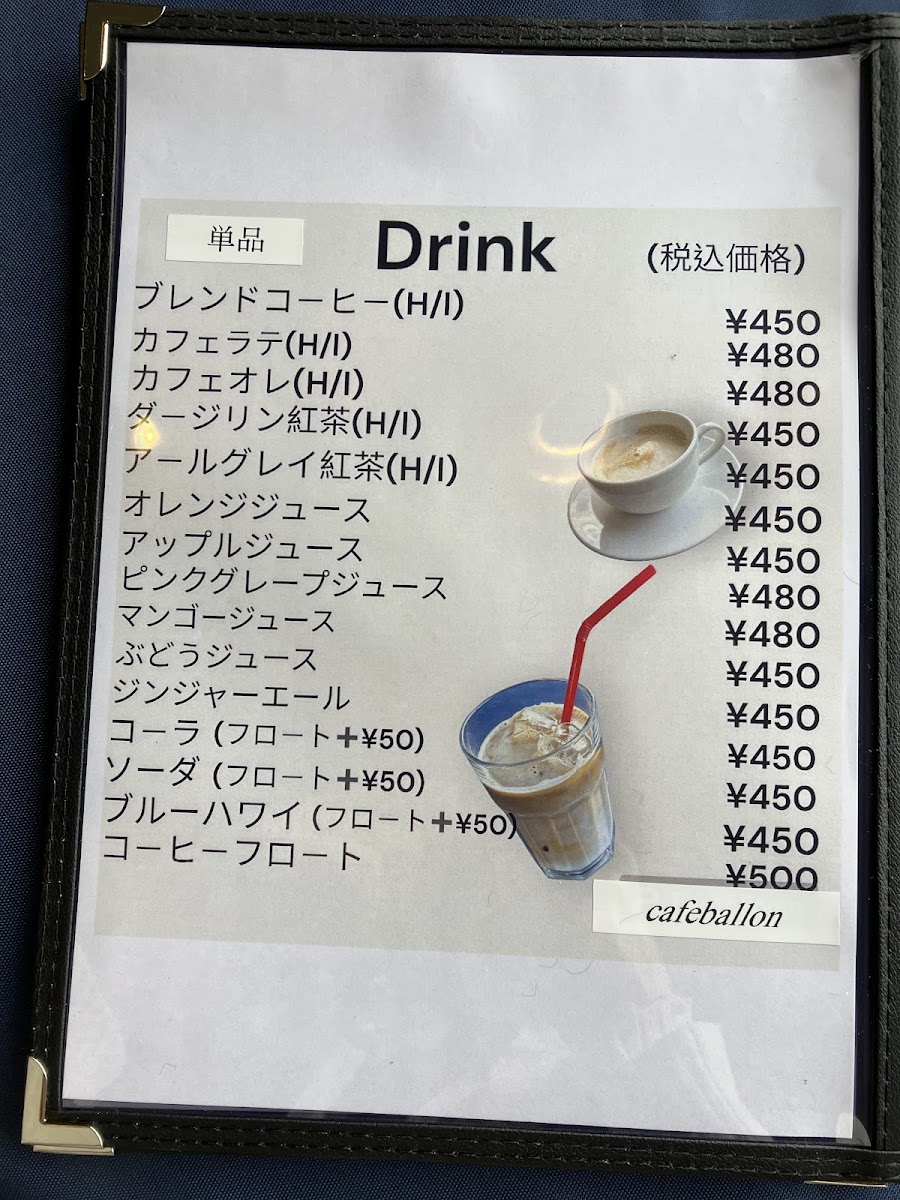 単品 Drink (税込価格)
ブレンドコーヒー(H/I) ¥450
カフェラテ(H/I) ¥480
カフェオレ(H/I) ¥480
ダージリン紅茶(H/I) ¥450
アールグレイ紅茶(H/I) ¥450
オレンジジュース ¥450
アップルジュース ¥450
ピンクグレープジュース ¥480
マンゴージュース ¥480
ぶどうジュース ¥450
ジンジャーエール ¥450
コーラ (フロート➕¥50) ¥450
ソーダ (フロート➕¥50) ¥450
ブルーハワイ (フロート➕¥50) ¥450
コーヒーフロート ¥500
cafeballon